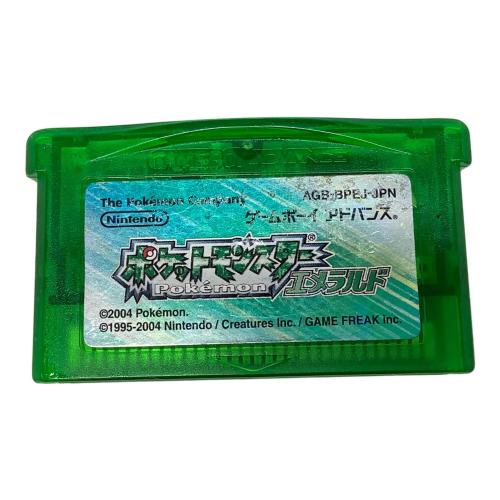 GAME BOY ADVANCE
The Pokémon Company AGB-BPEJ-JPN
Nintendo ゲームボーイ アドバンス®
ポケットモンスター
Pokémon エメラルド
©2004 Pokémon.
©1995-2004 Nintendo / Creatures inc. / GAME FREAK inc.